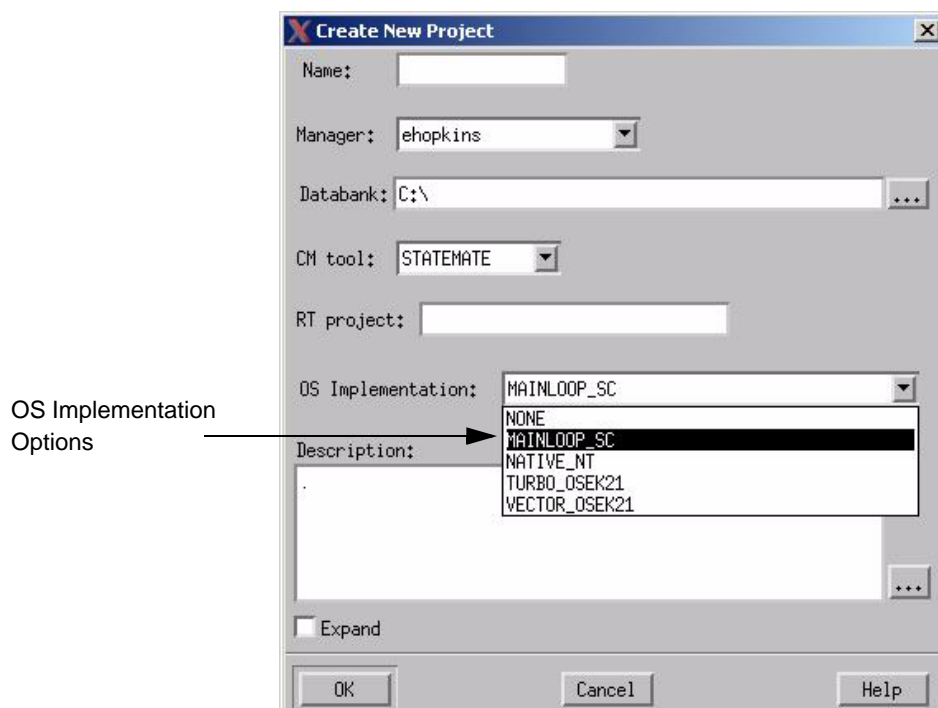 Create New Project
Name:
Manager: ehopkins
Databank: C:\
...
CM tool: STATEMATE
RT project:
OS Implementation: MAINLOOP_SC
NONE
MAINLOOP_SC
NATIVE_NT
TURBO_OSEK21
VECTOR_OSEK21
OS Implementation
Options
Description:
.
...
Expand
OK Cancel Help